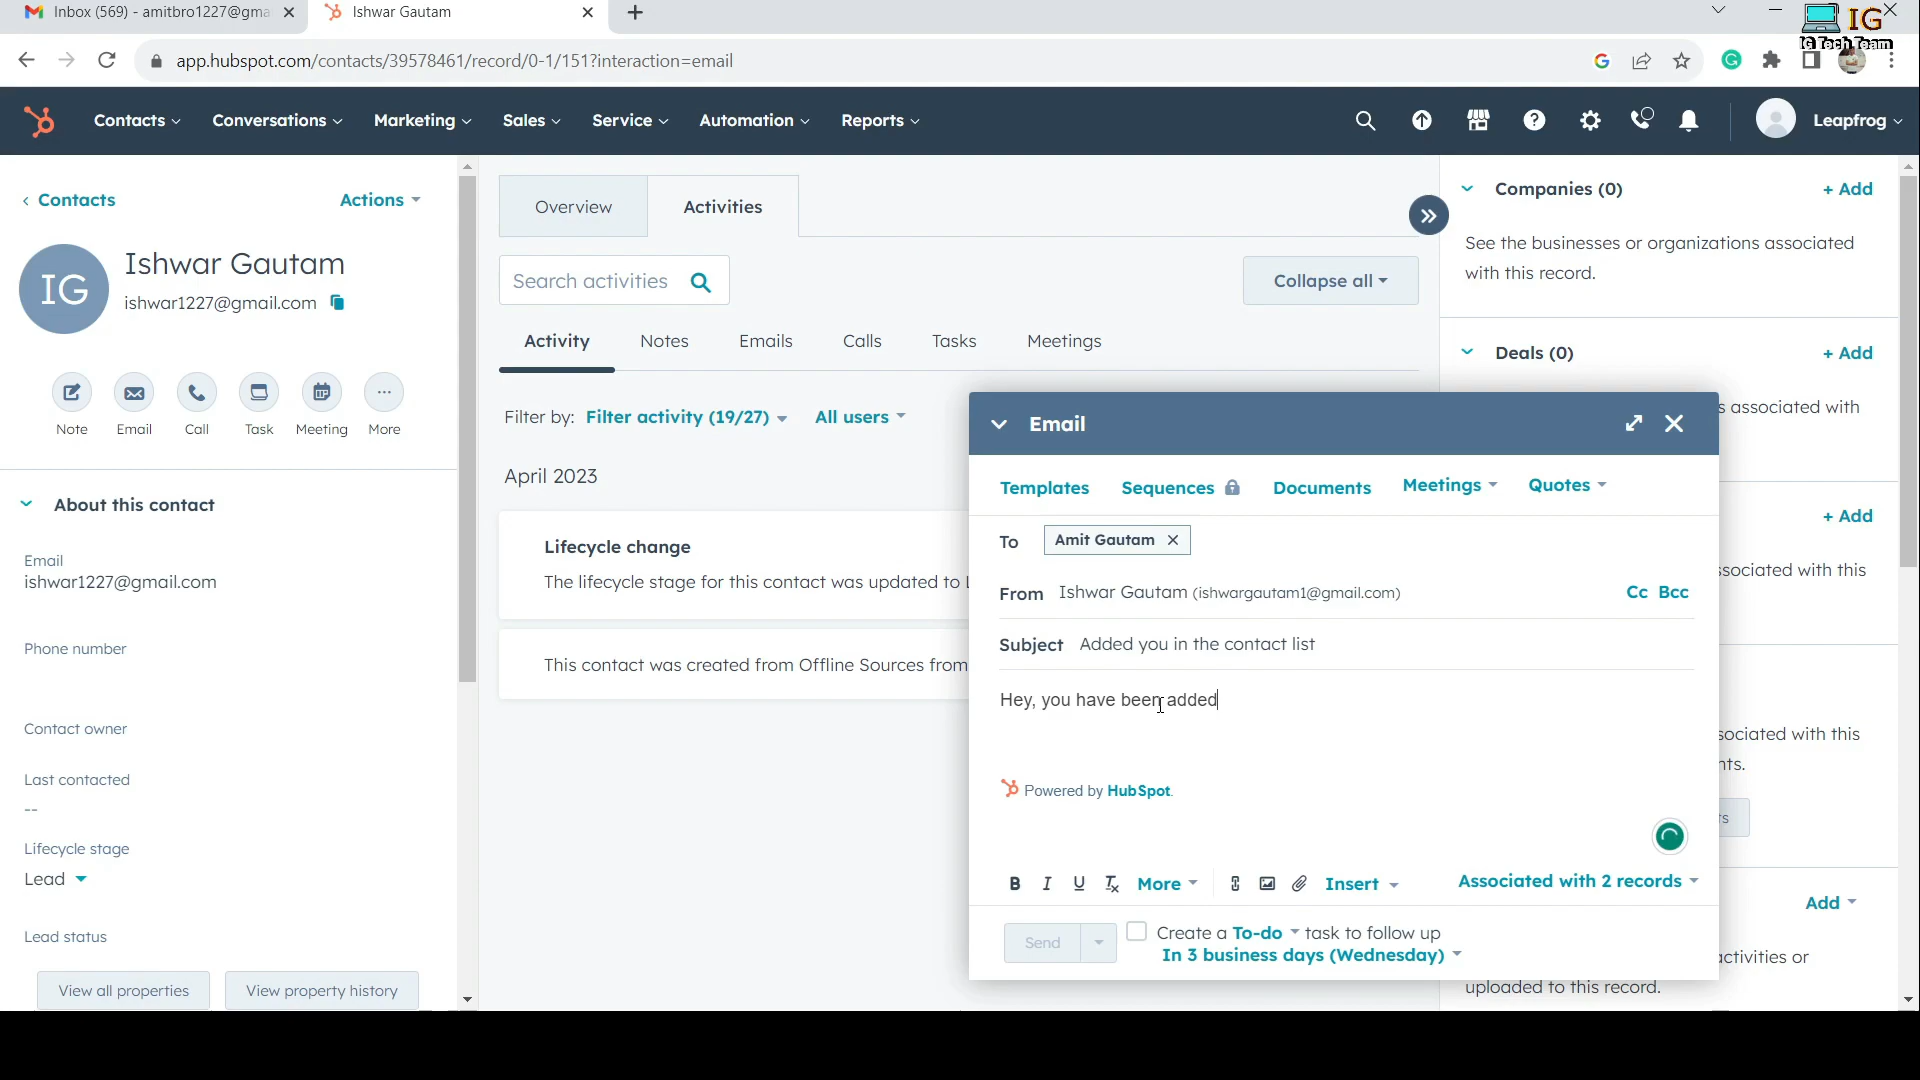 Inbox (569) - amitbro1227@gma
Ishwar Gautam
IG
IG Tech Team
app.hubspot.com/contacts/39578461/record/0-1/151?interaction=email
Contacts
Conversations
Marketing
Sales
Service
Automation
Reports
Leapfrog
Contacts
Actions
IG
Ishwar Gautam
ishwar1227@gmail.com
Note
Email
Call
Task
Meeting
More
About this contact
Email
ishwar1227@gmail.com
Phone number
Contact owner
Last contacted
--
Lifecycle stage
Lead
Lead status
View all properties
View property history
Overview
Activities
Search activities
Collapse all
Activity
Notes
Emails
Calls
Tasks
Meetings
Filter by: Filter activity (19/27)
All users
April 2023
Lifecycle change
The lifecycle stage for this contact was updated to L
This contact was created from Offline Sources from
Email
Templates
Sequences
Documents
Meetings
Quotes
To
Amit Gautam
From Ishwar Gautam (ishwargautam1@gmail.com)
Cc Bcc
Subject Added you in the contact list
Hey, you have been added
Powered by HubSpot.
B I U Tx More
Insert
Associated with 2 records
Send
Create a To-do task to follow up
In 3 business days (Wednesday)
Companies (0)
+ Add
See the businesses or organizations associated
with this record.
Deals (0)
+ Add
s associated with
+ Add
ssociated with this
sociated with this
nts.
ts
Add
activities or
uploaded to this record.